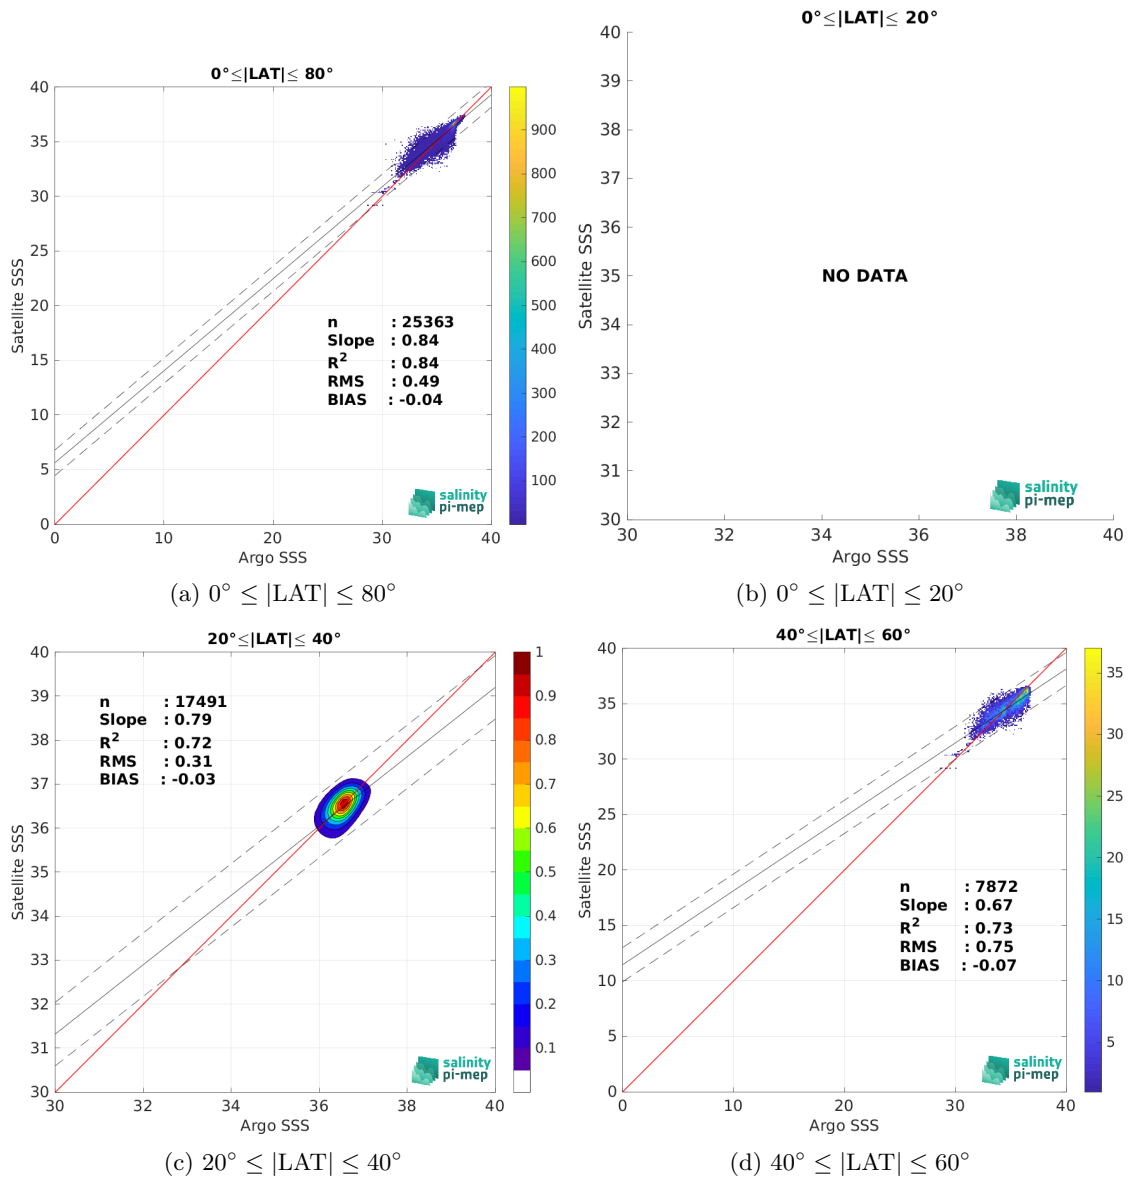 0°≤|LAT|≤ 80°
40
35
30
25
20
15
10
5
0
Satellite SSS
n : 25363
Slope : 0.84
R² : 0.84
RMS : 0.49
BIAS : -0.04
salinity
pi-mep
0 10 20 30 40
Argo SSS
900
800
700
600
500
400
300
200
100
(a) 0° ≤ |LAT| ≤ 80°
0°≤|LAT|≤ 20°
40
39
38
37
36
35
34
33
32
31
30
Satellite SSS
NO DATA
salinity
pi-mep
30 32 34 36 38 40
Argo SSS
(b) 0° ≤ |LAT| ≤ 20°
20°≤|LAT|≤ 40°
40
39
38
37
36
35
34
33
32
31
30
Satellite SSS
n : 17491
Slope : 0.79
R² : 0.72
RMS : 0.31
BIAS : -0.03
salinity
pi-mep
30 32 34 36 38 40
Argo SSS
1
0.9
0.8
0.7
0.6
0.5
0.4
0.3
0.2
0.1
(c) 20° ≤ |LAT| ≤ 40°
40°≤|LAT|≤ 60°
40
35
30
25
20
15
10
5
0
Satellite SSS
n : 7872
Slope : 0.67
R² : 0.73
RMS : 0.75
BIAS : -0.07
salinity
pi-mep
0 10 20 30 40
Argo SSS
35
30
25
20
15
10
5
(d) 40° ≤ |LAT| ≤ 60°